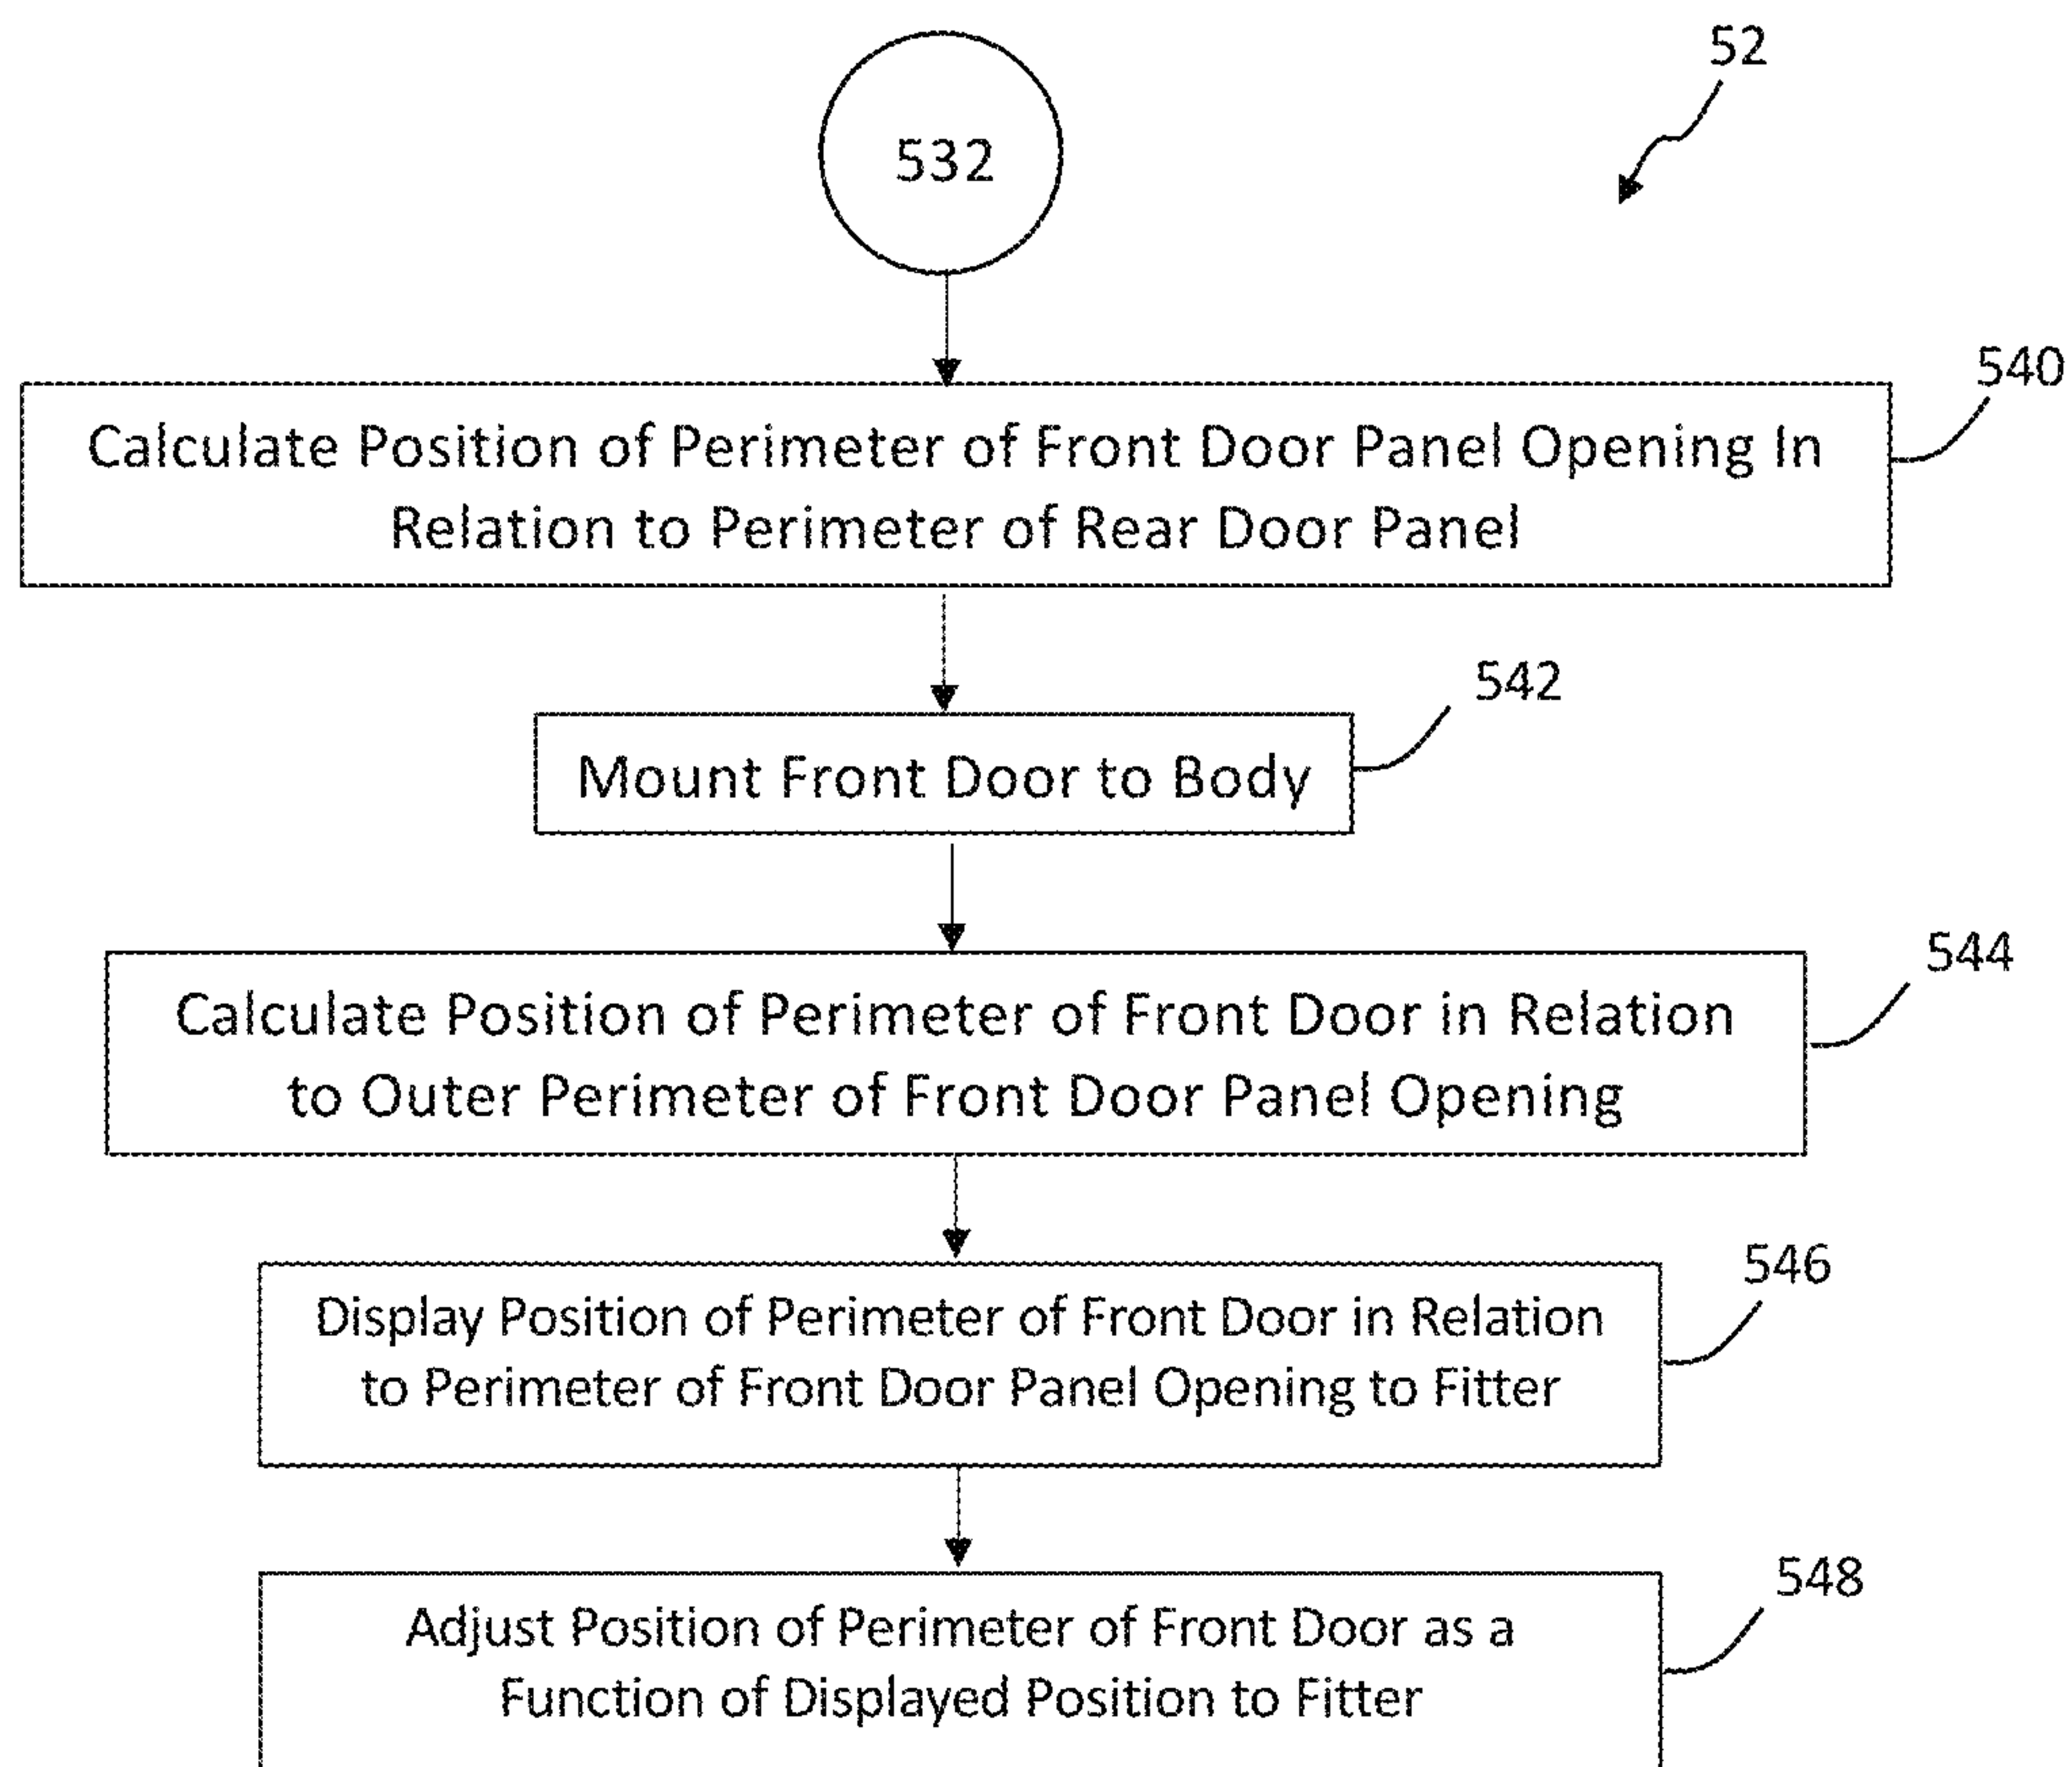 52
532
540
Calculate Position of Perimeter of Front Door Panel Opening In
Relation to Perimeter of Rear Door Panel
542
Mount Front Door to Body
544
Calculate Position of Perimeter of Front Door in Relation
to Outer Perimeter of Front Door Panel Opening
546
Display Position of Perimeter of Front Door in Relation
to Perimeter of Front Door Panel Opening to Fitter
548
Adjust Position of Perimeter of Front Door as a
Function of Displayed Position to Fitter